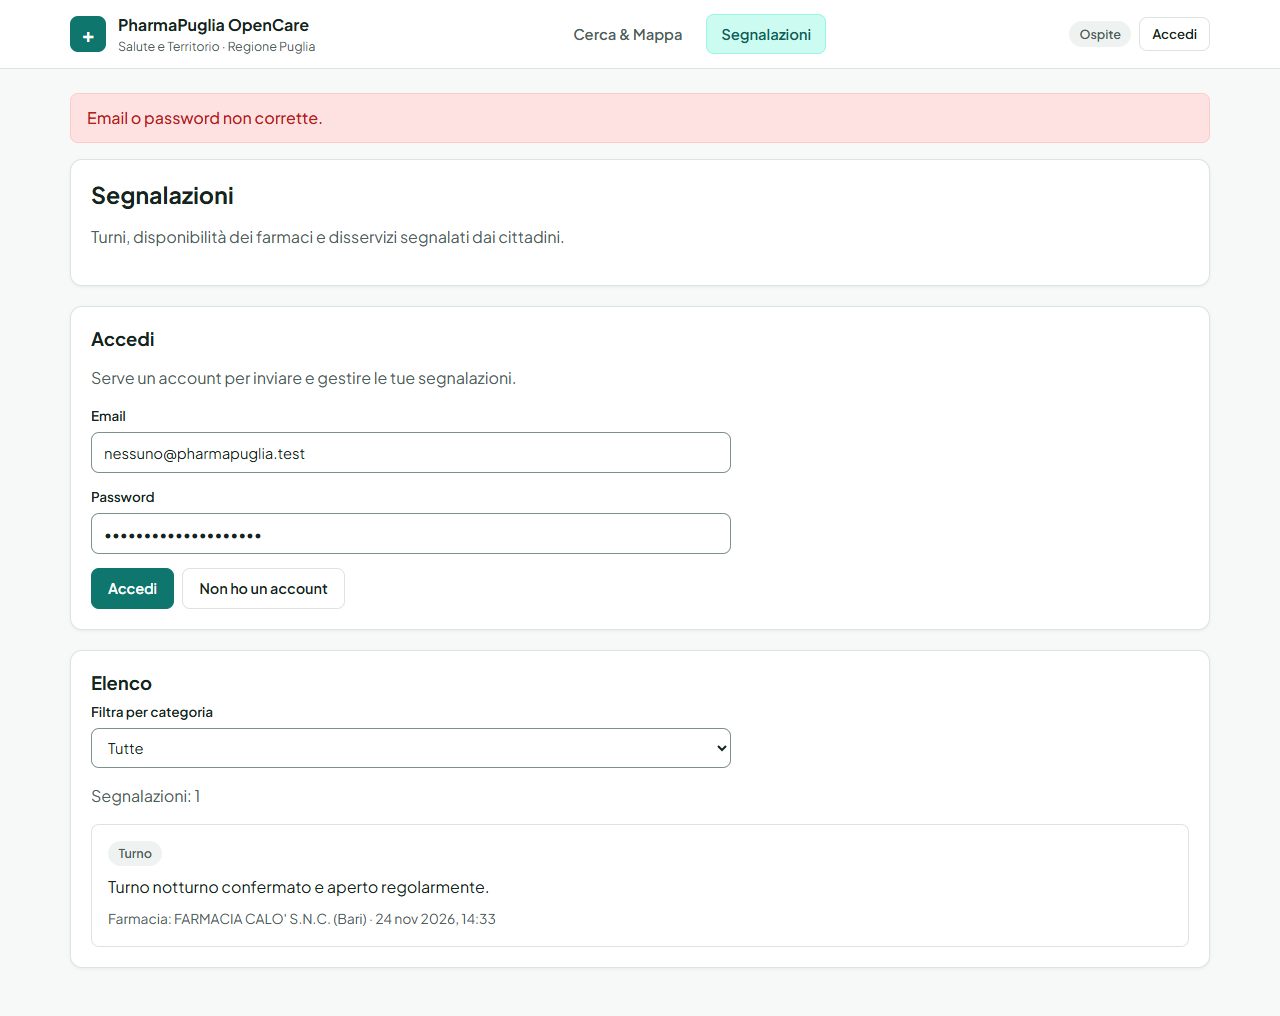 +
PharmaPuglia OpenCare
Salute e Territorio · Regione Puglia
Cerca & Mappa
Segnalazioni
Ospite
Accedi
Email o password non corrette.
Segnalazioni
Turni, disponibilità dei farmaci e disservizi segnalati dai cittadini.
Accedi
Serve un account per inviare e gestire le tue segnalazioni.
Email
nessuno@pharmapuglia.test
Password
••••••••••••••••••••
Accedi
Non ho un account
Elenco
Filtra per categoria
Tutte
Segnalazioni: 1
Turno
Turno notturno confermato e aperto regolarmente.
Farmacia: FARMACIA CALO' S.N.C. (Bari) · 24 nov 2026, 14:33